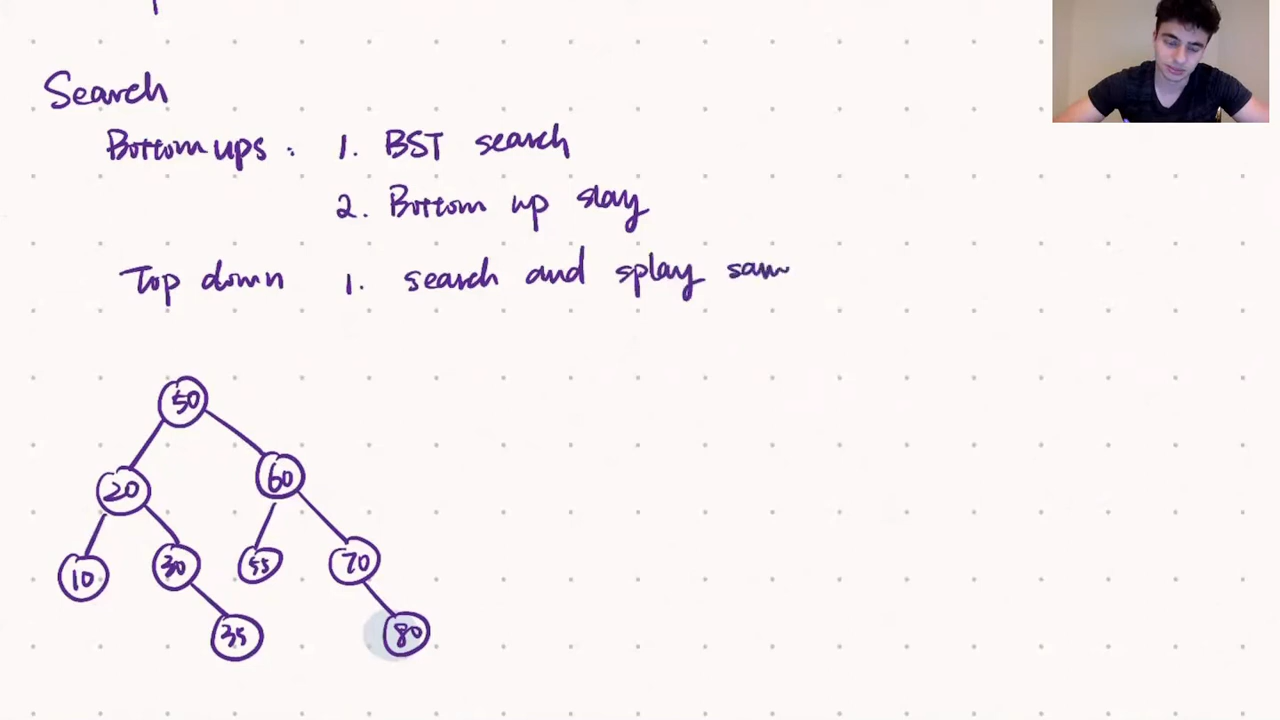 Search
Bottom ups : 1. BST search
2. Bottom up slay
Top down 1. search and splay sam
50
20 60
10 30 55 70
35 80